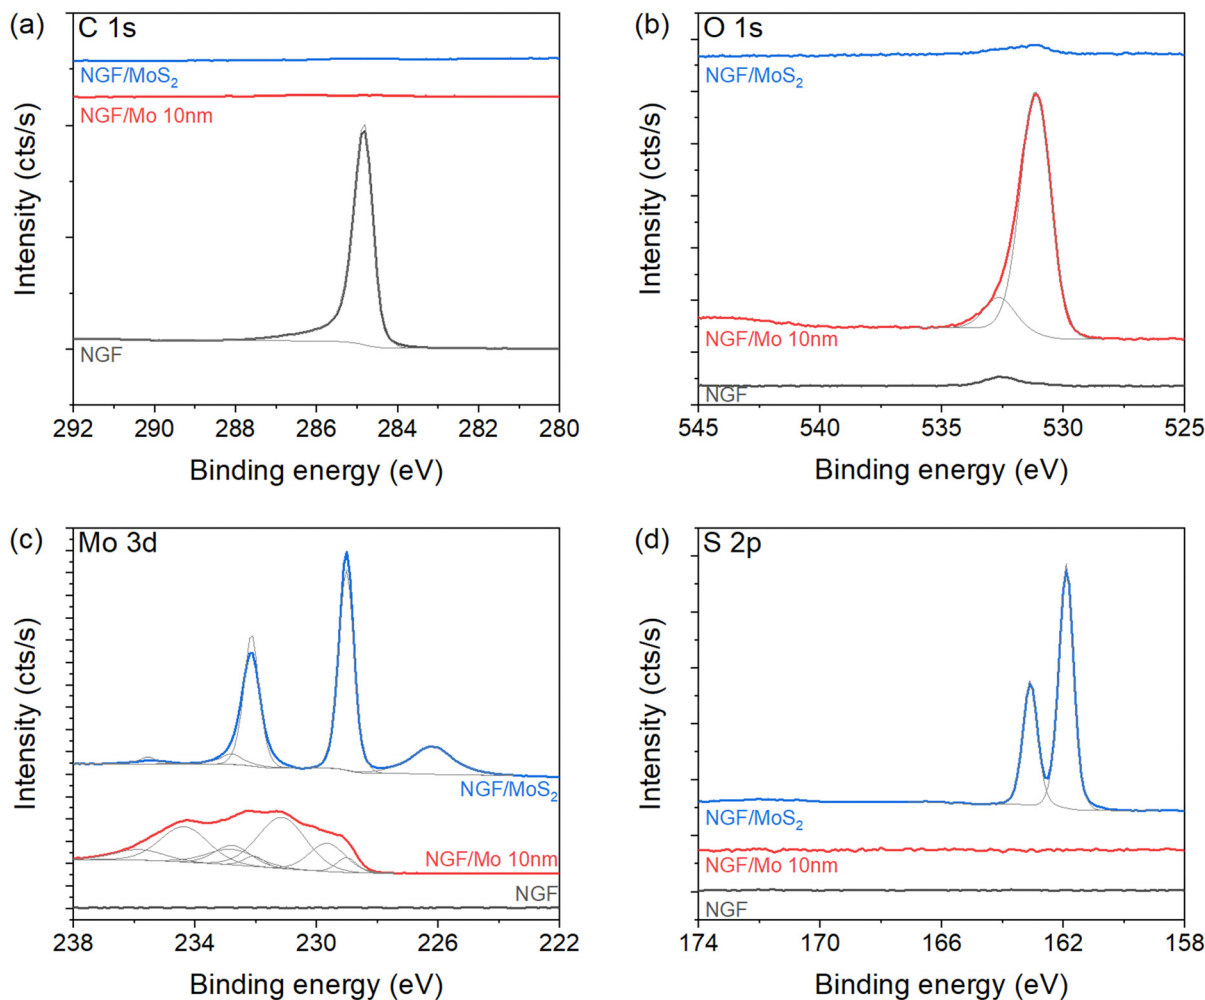 (a)
C 1s
NGF/MoS2
NGF/Mo 10nm
NGF
Intensity (cts/s)
292 290 288 286 284 282 280
Binding energy (eV)
(b)
O 1s
NGF/MoS2
NGF/Mo 10nm
NGF
Intensity (cts/s)
545 540 535 530 525
Binding energy (eV)
(c)
Mo 3d
NGF/MoS2
NGF/Mo 10nm
NGF
Intensity (cts/s)
238 234 230 226 222
Binding energy (eV)
(d)
S 2p
NGF/MoS2
NGF/Mo 10nm
NGF
Intensity (cts/s)
174 170 166 162 158
Binding energy (eV)